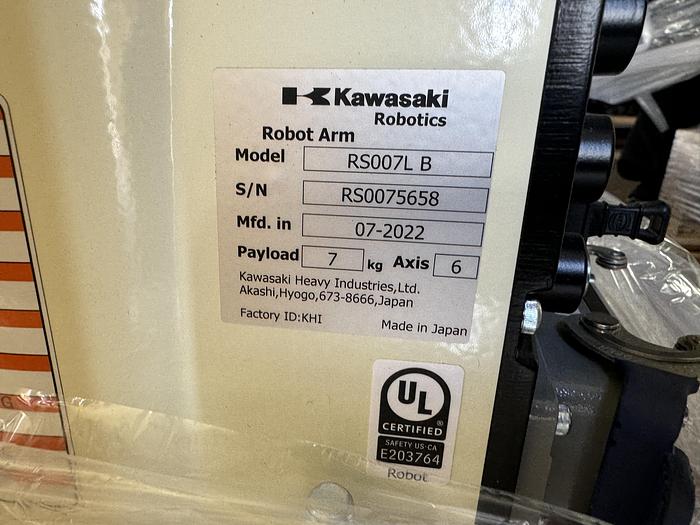 Kawasaki
Robotics
Robot Arm
Model RS007L B
S/N RS0075658
Mfd. in 07-2022
Payload 7 kg Axis 6
Kawasaki Heavy Industries,Ltd.
Akashi,Hyogo,673-8666,Japan
Factory ID:KHI Made in Japan
UL
CERTIFIED®
SAFETY US·CA
E203764
Robot
G